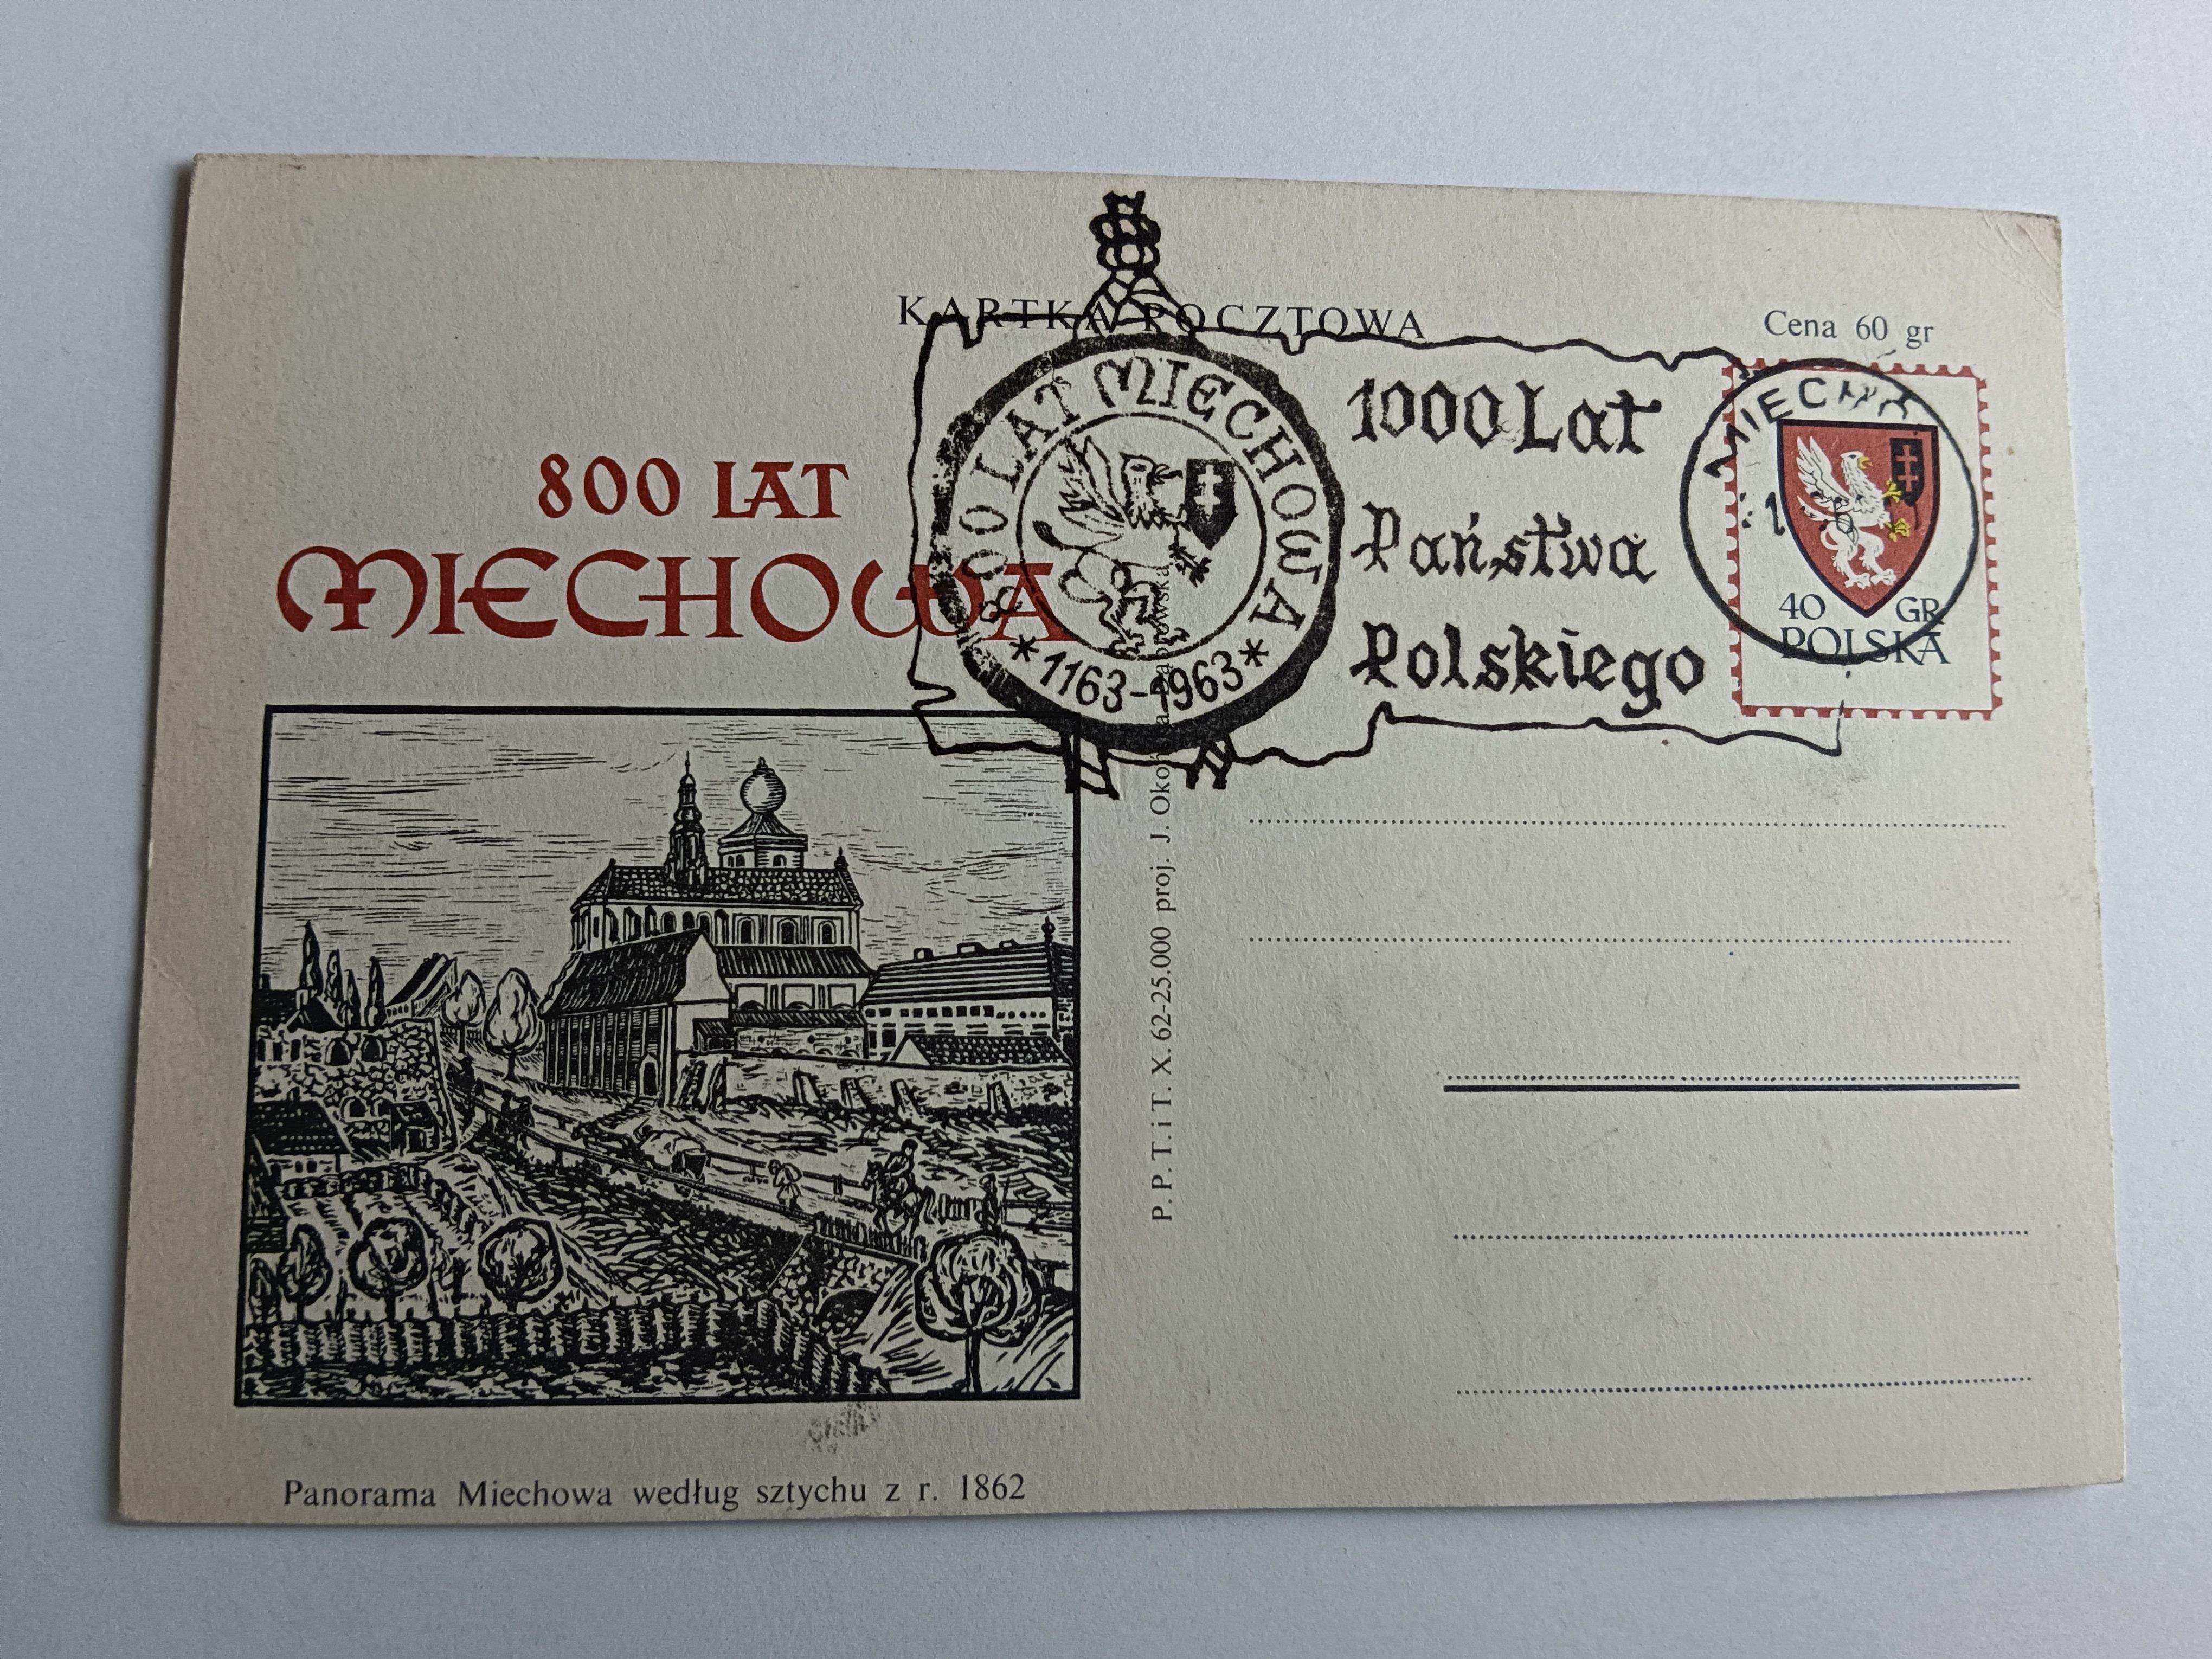 KARTKA POCZTOWA
Cena 60 gr
800 LAT
MIECHOWA
800 LAT MIECHOWA
* 1163-1963 *
1000 Lat
Państwa
Polskiego
MIECHÓW
40 GR
POLSKA
P. P. T. i T. X. 62-25.000 proj. J.
Panorama Miechowa według sztychu z r. 1862